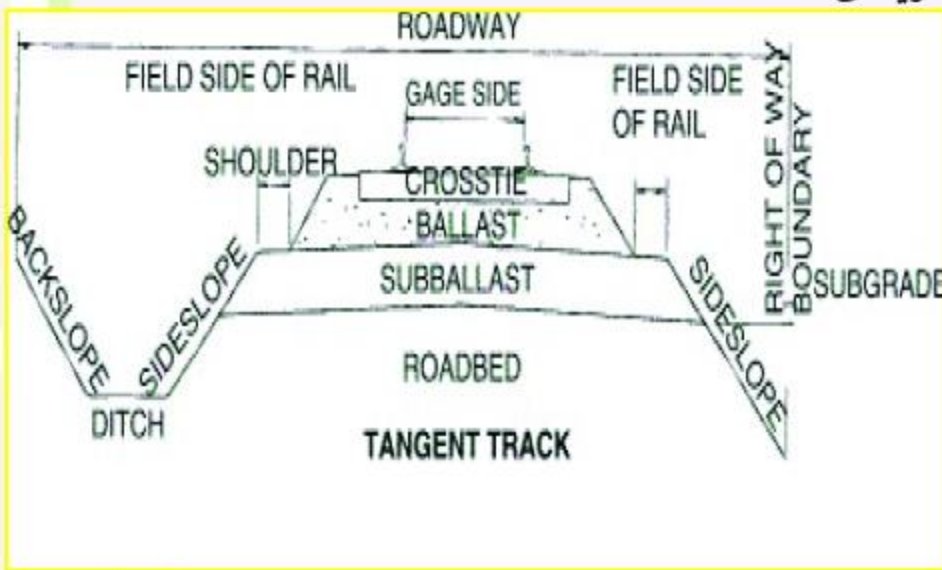 ROADWAY
FIELD SIDE OF RAIL
GAGE SIDE
FIELD SIDE
OF RAIL
RIGHT OF WAY
BOUNDARY
SHOULDER
CROSSTIE
BALLAST
SUBBALLAST
SUBGRADE
BACKSLOPE
SIDESLOPE
SIDESLOPE
ROADBED
DITCH
TANGENT TRACK